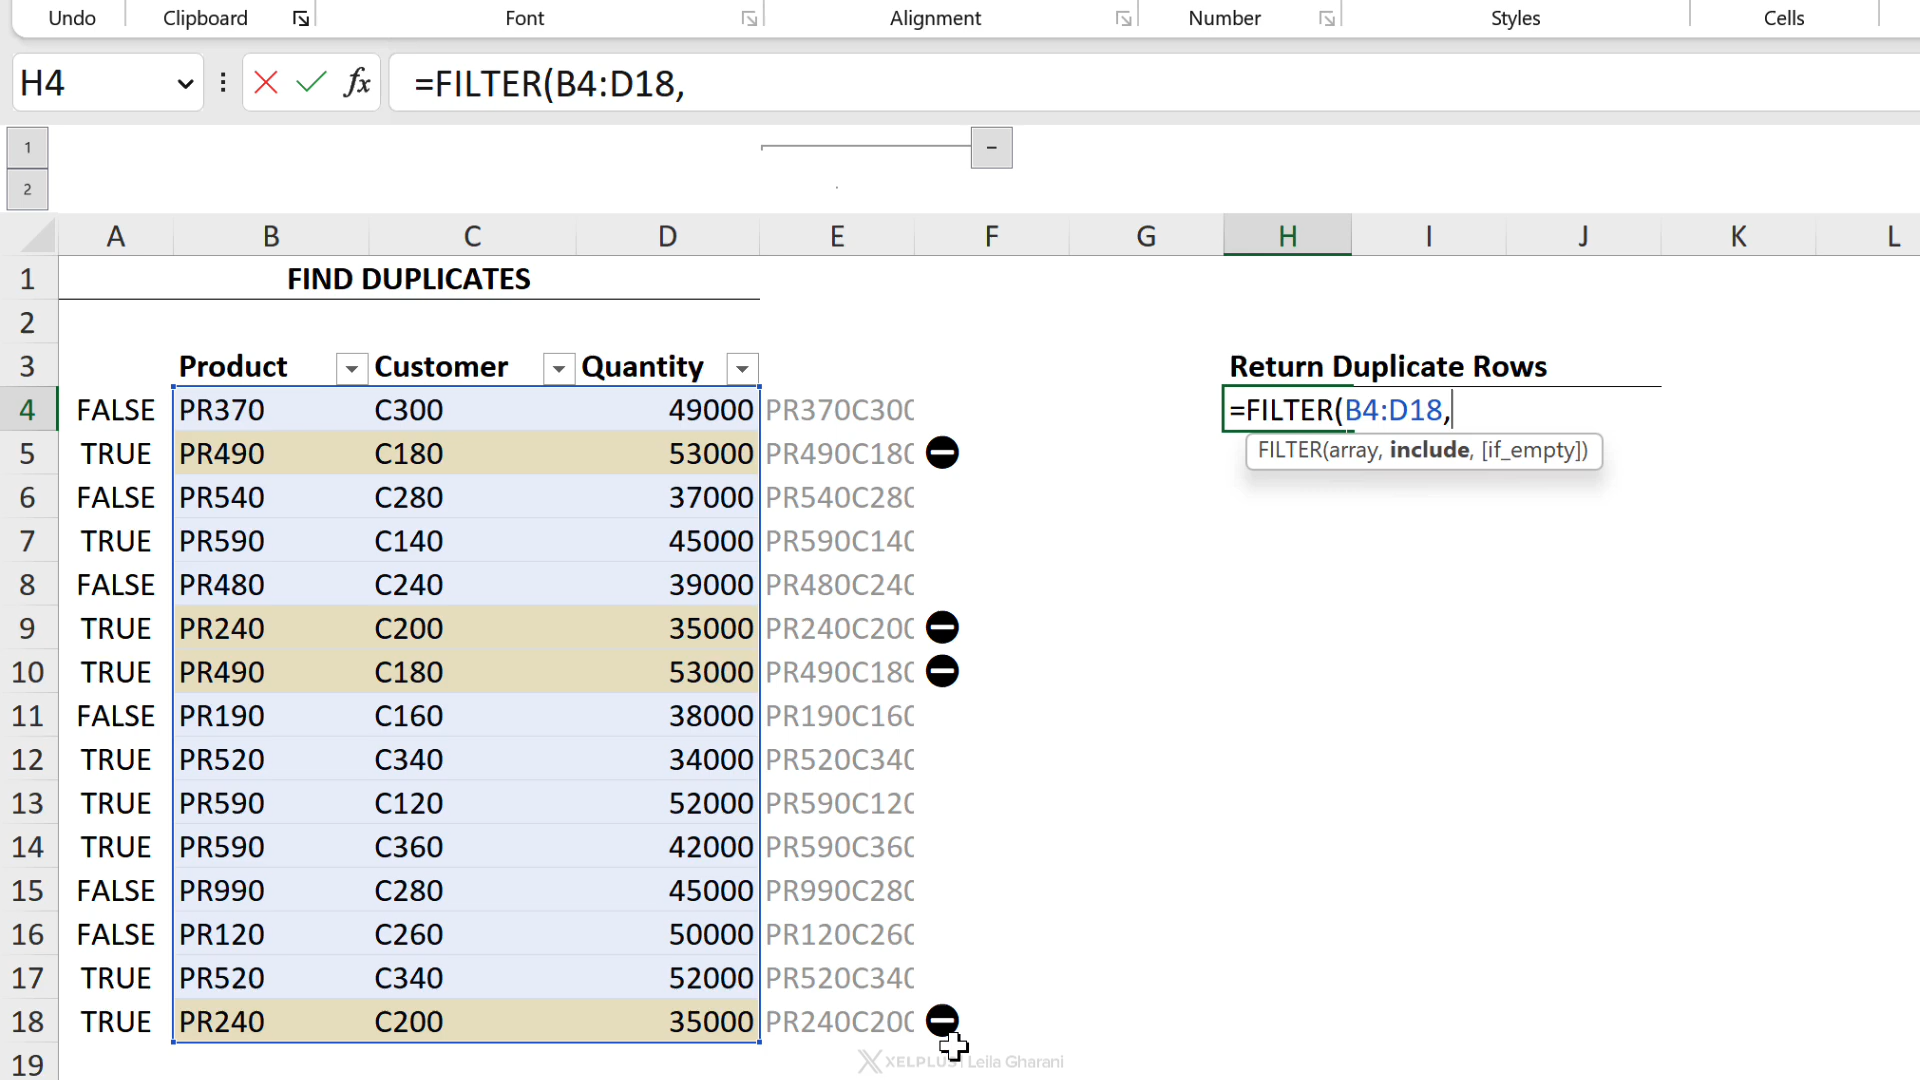 Undo Clipboard Font Alignment Number Styles Cells
H4 fx =FILTER(B4:D18,
1
2
A B C D E F G H I J K L
1 FIND DUPLICATES
2
3 Product Customer Quantity Return Duplicate Rows
4 FALSE PR370 C300 49000 PR370C300 =FILTER(B4:D18,
FILTER(array, include, [if_empty])
5 TRUE PR490 C180 53000 PR490C180
6 FALSE PR540 C280 37000 PR540C280
7 TRUE PR590 C140 45000 PR590C140
8 FALSE PR480 C240 39000 PR480C240
9 TRUE PR240 C200 35000 PR240C200
10 TRUE PR490 C180 53000 PR490C180
11 FALSE PR190 C160 38000 PR190C160
12 TRUE PR520 C340 34000 PR520C340
13 TRUE PR590 C120 52000 PR590C120
14 TRUE PR590 C360 42000 PR590C360
15 FALSE PR990 C280 45000 PR990C280
16 FALSE PR120 C260 50000 PR120C260
17 TRUE PR520 C340 52000 PR520C340
18 TRUE PR240 C200 35000 PR240C200
19
XELPLUS Leila Gharani